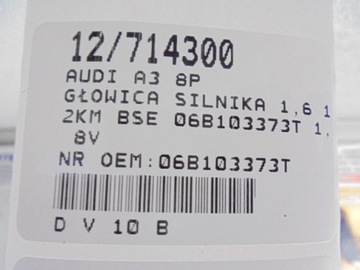 12/714300
AUDI A3 8P
GŁOWICA SILNIKA 1,6 1
2KM BSE 06B103373T 1,
8V
NR OEM:06B103373T
D V 10 B